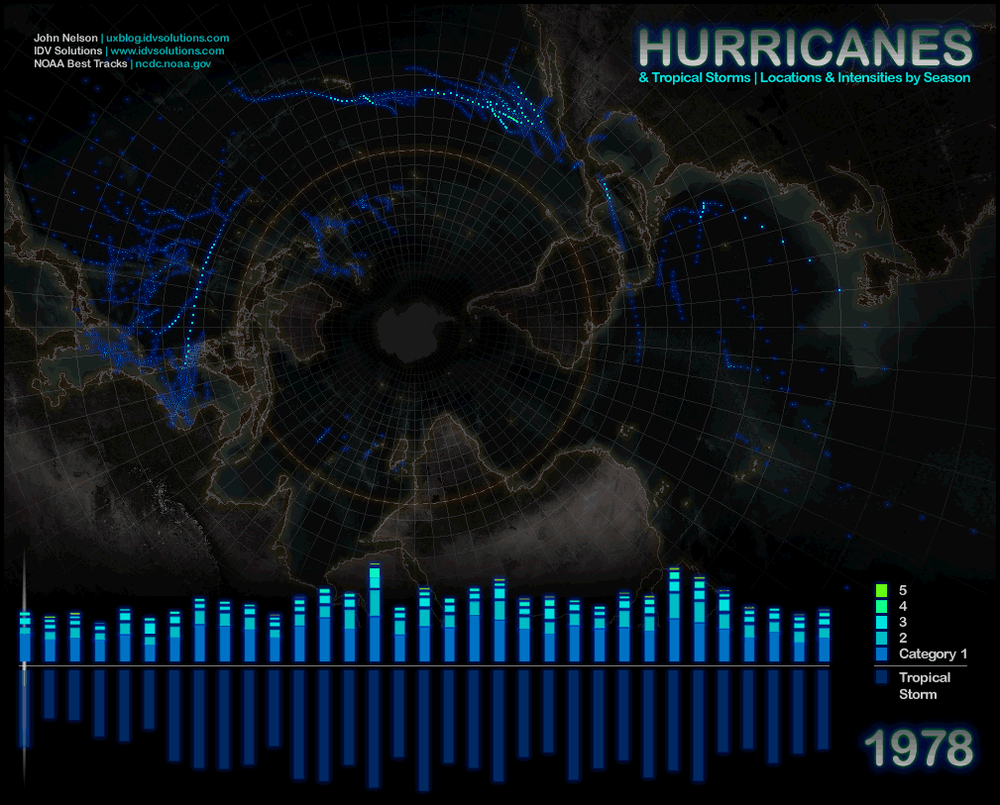 John Nelson | uxblog.idvsolutions.com
IDV Solutions | www.idvsolutions.com
NOAA Best Tracks | ncdc.noaa.gov
HURRICANES
& Tropical Storms | Locations & Intensities by Season
5
4
3
2
Category 1
Tropical
Storm
1978